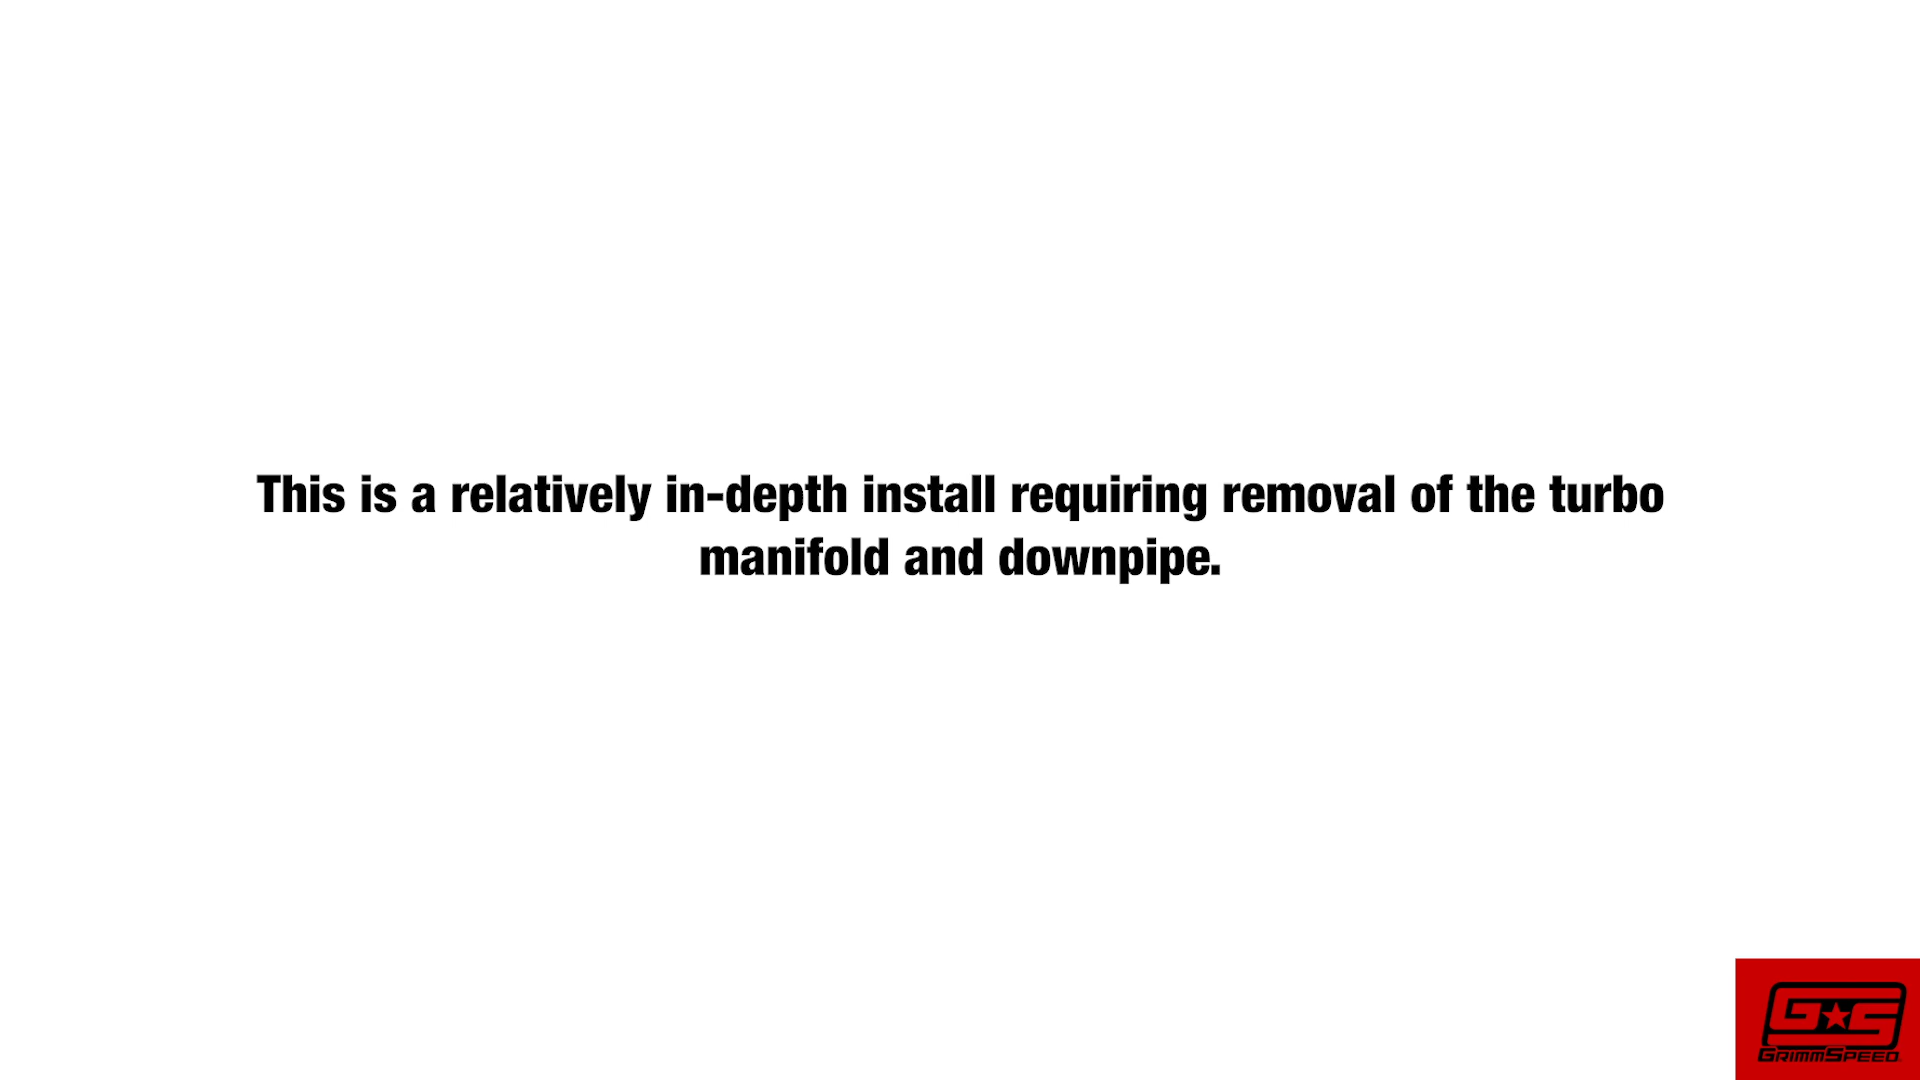 This is a relatively in-depth install requiring removal of the turbo
manifold and downpipe.
G★S
GRIMMSPEED